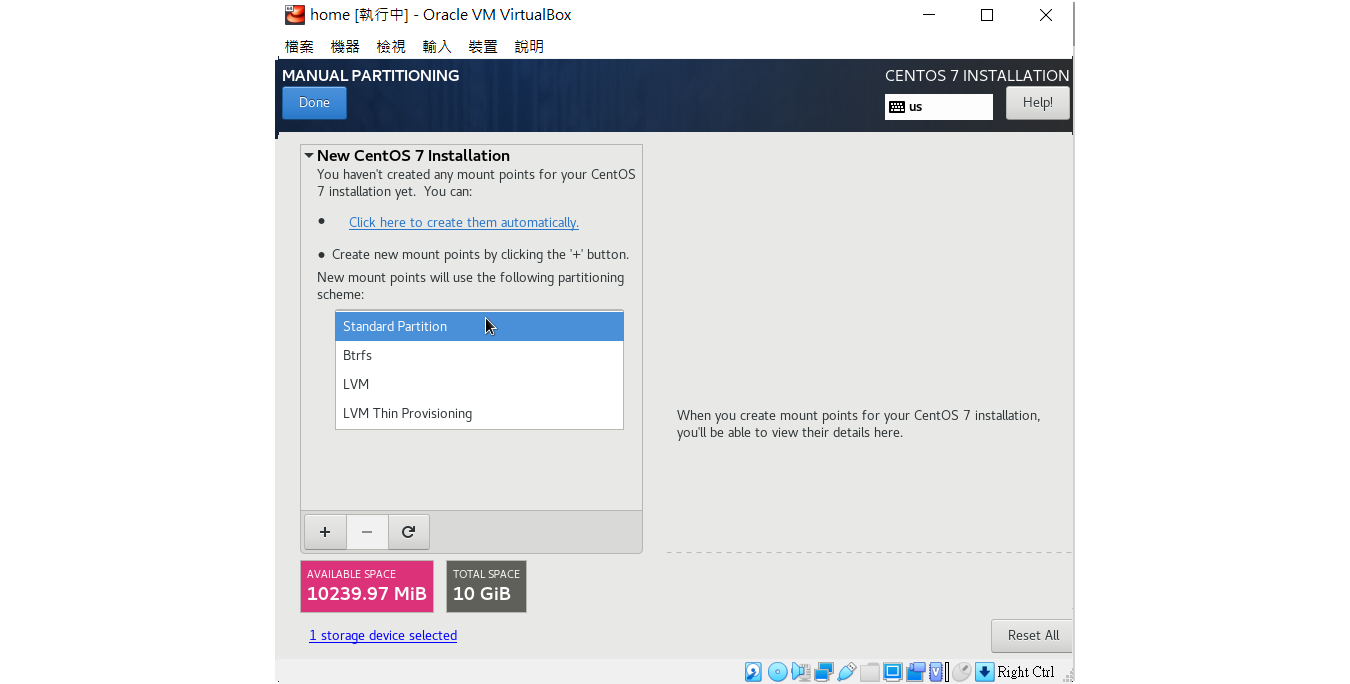 home [執行中] - Oracle VM VirtualBox
檔案 機器 檢視 輸入 裝置 說明
MANUAL PARTITIONING
CENTOS 7 INSTALLATION
Done
us
Help!
New CentOS 7 Installation
You haven't created any mount points for your CentOS
7 installation yet. You can:
• Click here to create them automatically.
• Create new mount points by clicking the '+' button.
New mount points will use the following partitioning
scheme:
Standard Partition
Btrfs
LVM
LVM Thin Provisioning
When you create mount points for your CentOS 7 installation,
you'll be able to view their details here.
+ −
AVAILABLE SPACE
10239.97 MiB
TOTAL SPACE
10 GiB
1 storage device selected
Reset All
Right Ctrl